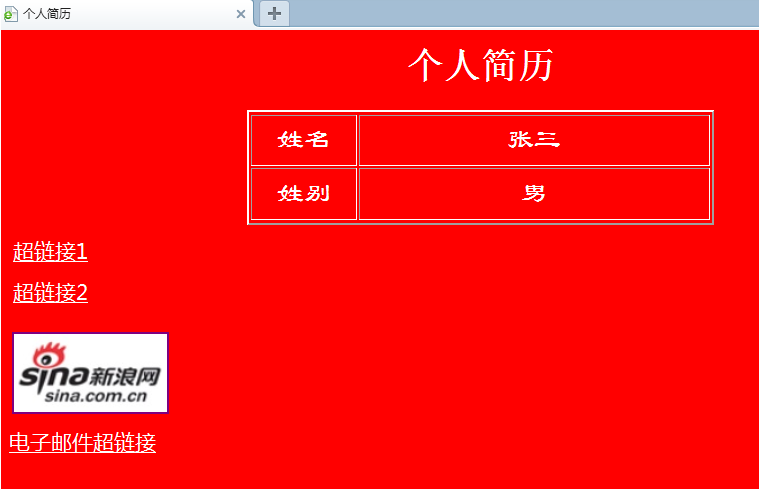 个人简历
个人简历
姓名 张三
姓别 男
超链接1
超链接2
sina新浪网
sina.com.cn
电子邮件超链接